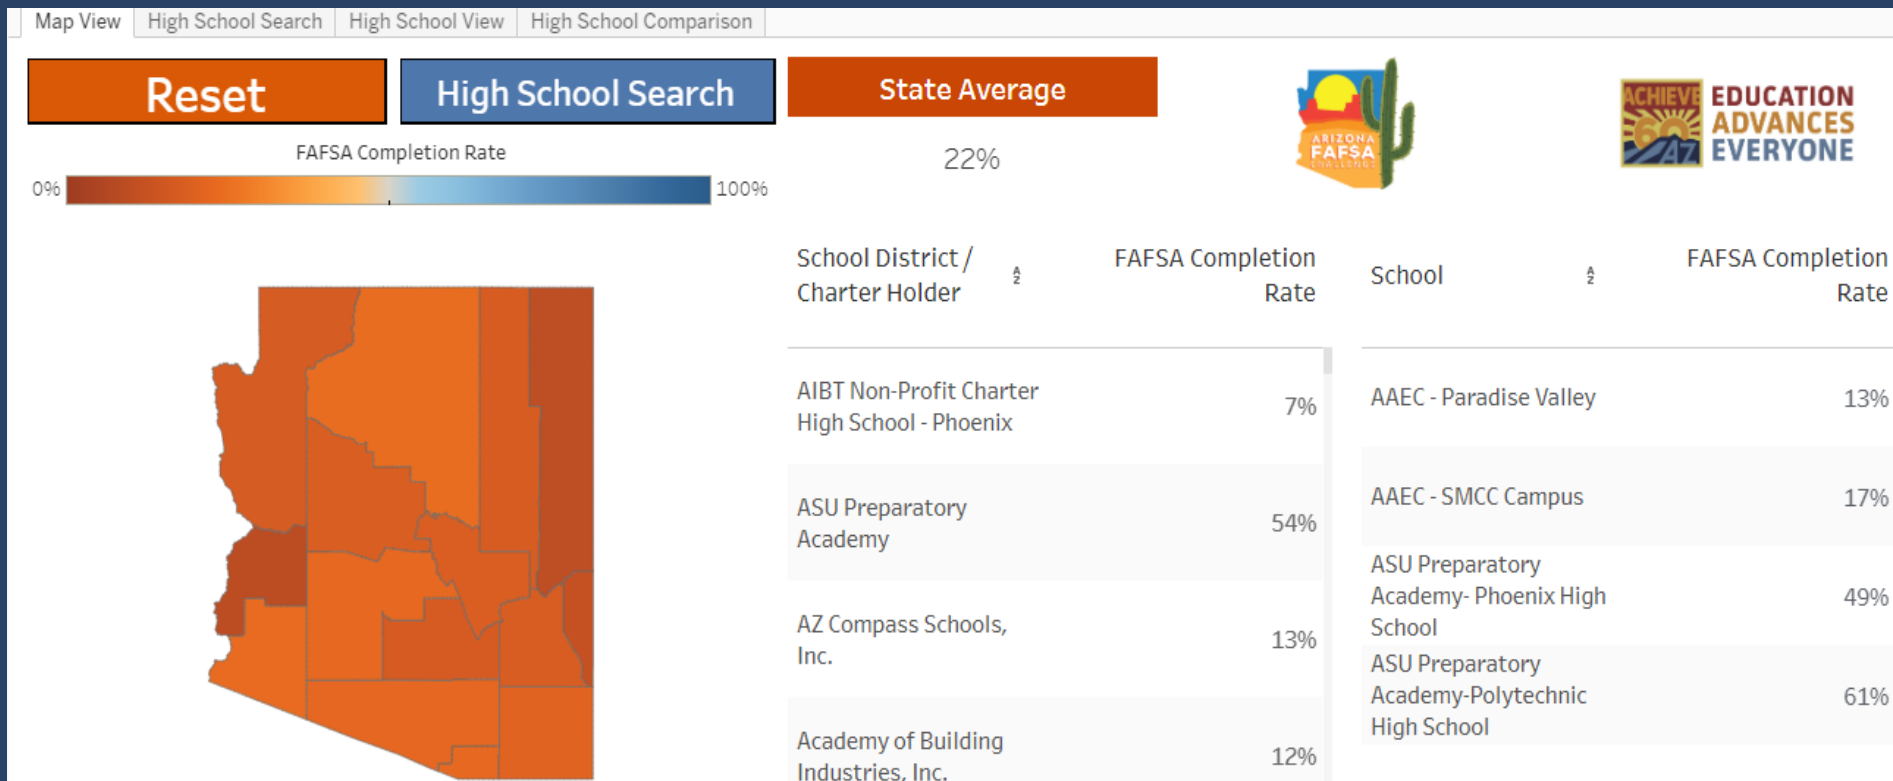 Map View
High School Search
High School View
High School Comparison
Reset
High School Search
State Average
FAFSA Completion Rate
0%
100%
22%
ARIZONA
FAFSA
CHALLENGE
ACHIEVE
60
AZ
EDUCATION
ADVANCES
EVERYONE
School District /
Charter Holder
FAFSA Completion
Rate
AIBT Non-Profit Charter
High School - Phoenix
7%
ASU Preparatory
Academy
54%
AZ Compass Schools,
Inc.
13%
Academy of Building
Industries, Inc.
12%
School
FAFSA Completion
Rate
AAEC - Paradise Valley
13%
AAEC - SMCC Campus
17%
ASU Preparatory
Academy- Phoenix High
School
49%
ASU Preparatory
Academy-Polytechnic
High School
61%